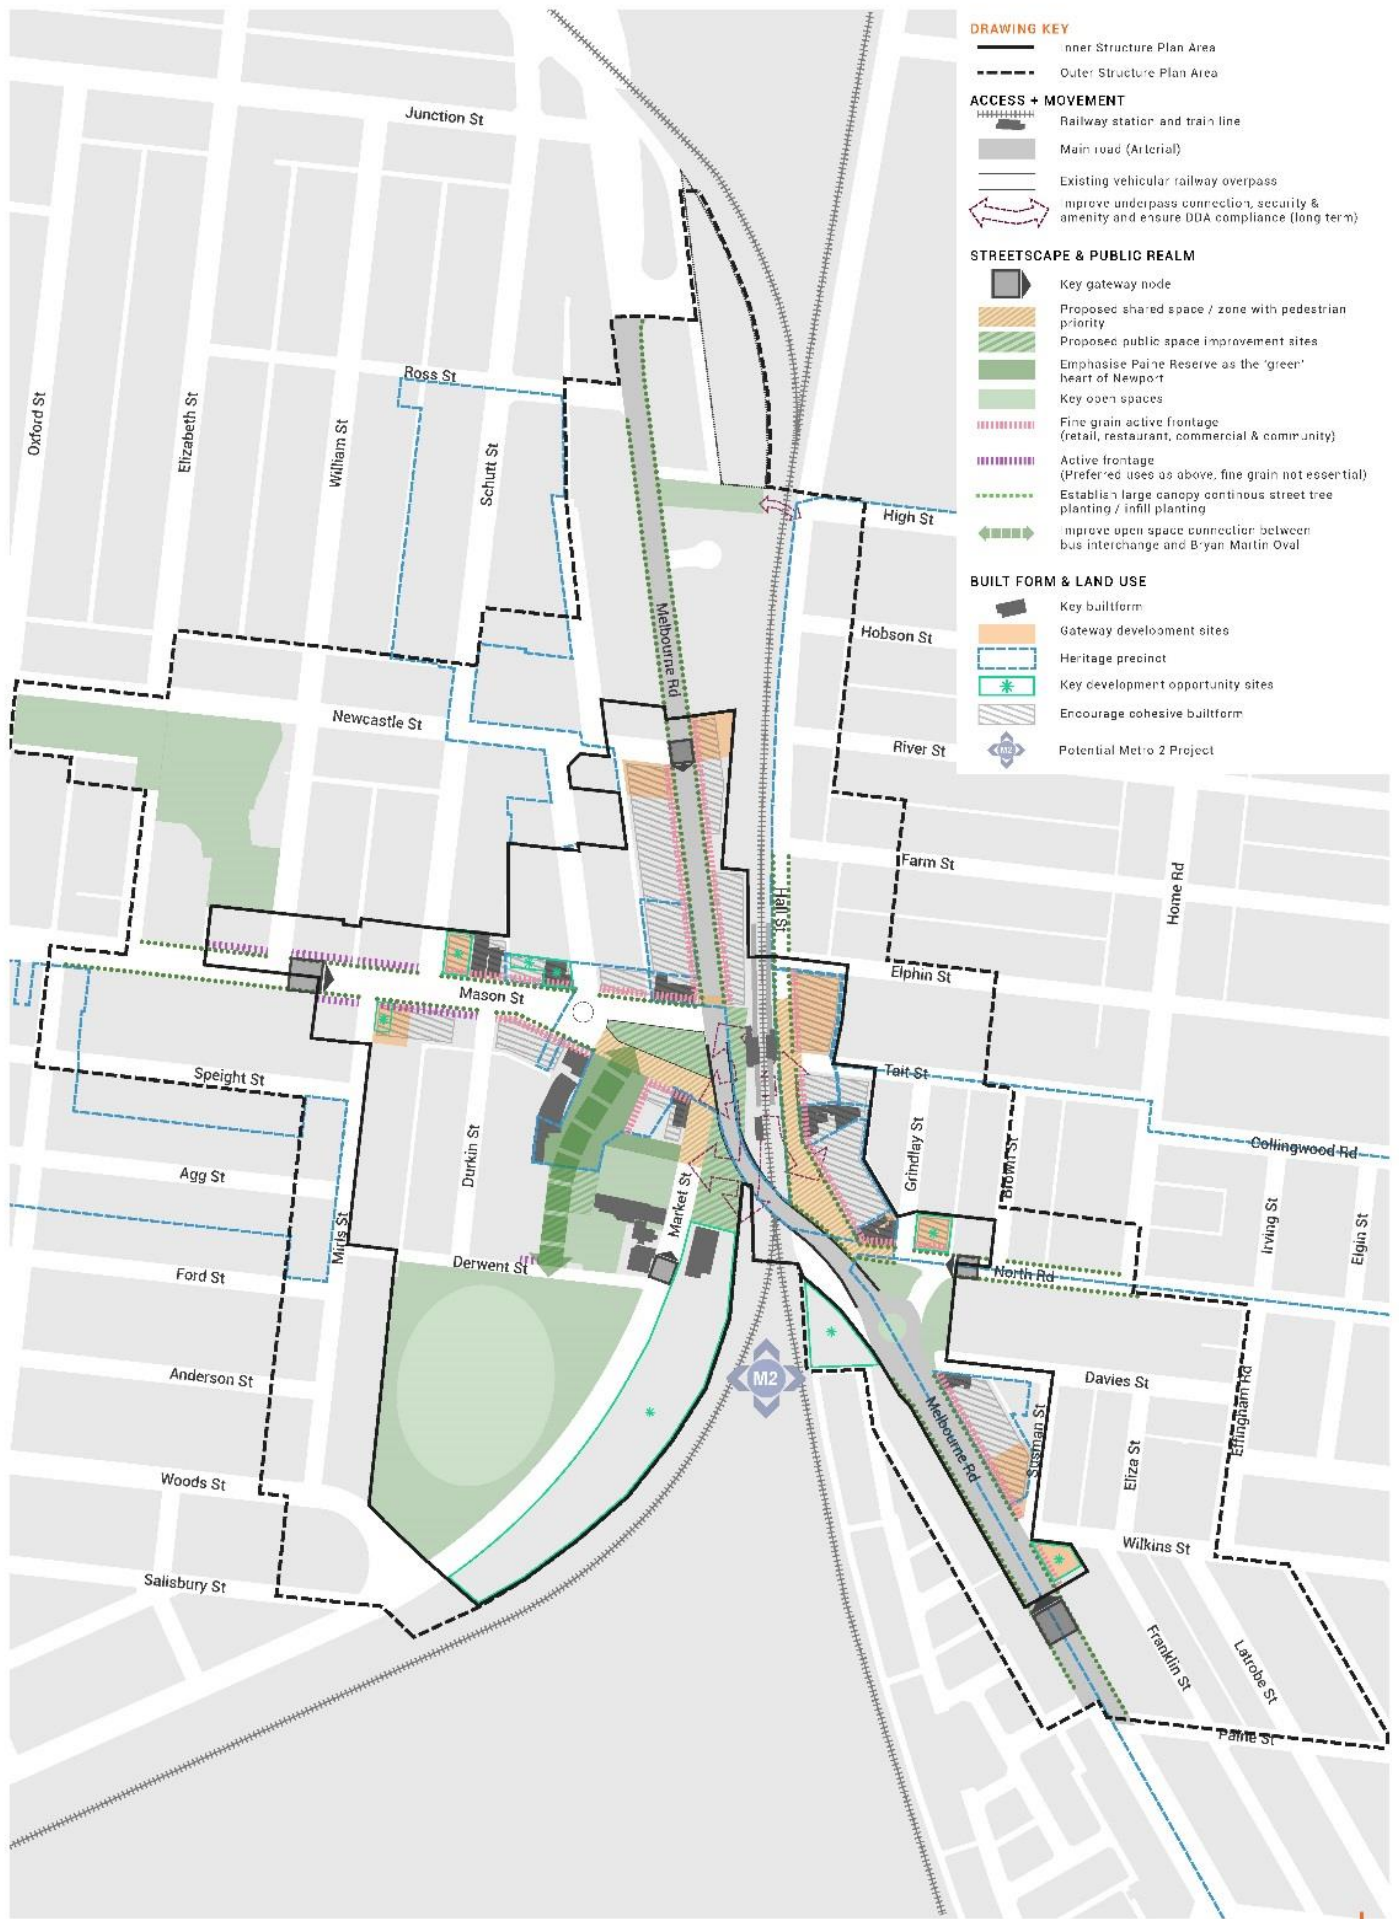 DRAWING KEY
Inner Structure Plan Area
Outer Structure Plan Area
ACCESS + MOVEMENT
Railway station and train line
Main road (Arterial)
Existing vehicular railway overpass
Improve underpass connection, security &
amenity and ensure DDA compliance (long term)
STREETSCAPE & PUBLIC REALM
Key gateway node
Proposed shared space / zone with pedestrian
priority
Proposed public space improvement sites
Emphasise Paine Reserve as the 'green'
heart of Newport
Key open spaces
Fine grain active frontage
(retail, restaurant, commercial & community)
Active frontage
(Preferred uses as above, fine grain not essential)
Establish large canopy continous street tree
planting / infill planting
Improve open space connection between
bus interchange and Bryan Martin Oval
BUILT FORM & LAND USE
Key builtform
Gateway development sites
Heritage precinct
Key development opportunity sites
Encourage cohesive builtform
M2
Potential Metro 2 Project
Junction St
Ross St
Oxford St
Elizabeth St
William St
Schutt St
High St
Hobson St
Melbourne Rd
Newcastle St
River St
Farm St
Home Rd
Hall St
Elphin St
Mason St
Tait St
Speight St
Collingwood Rd
Durkin St
Grindlay St
Brown St
Agg St
Market St
Mirls St
Irving St
Elgin St
Ford St
Derwent St
North Rd
Anderson St
M2
Davies St
Effingham Rd
Melbourne Rd
Susman St
Eliza St
Woods St
Wilkins St
Salisbury St
Franklin St
Latrobe St
Paine St